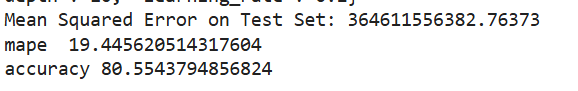 Mean Squared Error on Test Set: 364611556382.76373
mape  19.445620514317604
accuracy 80.5543794856824